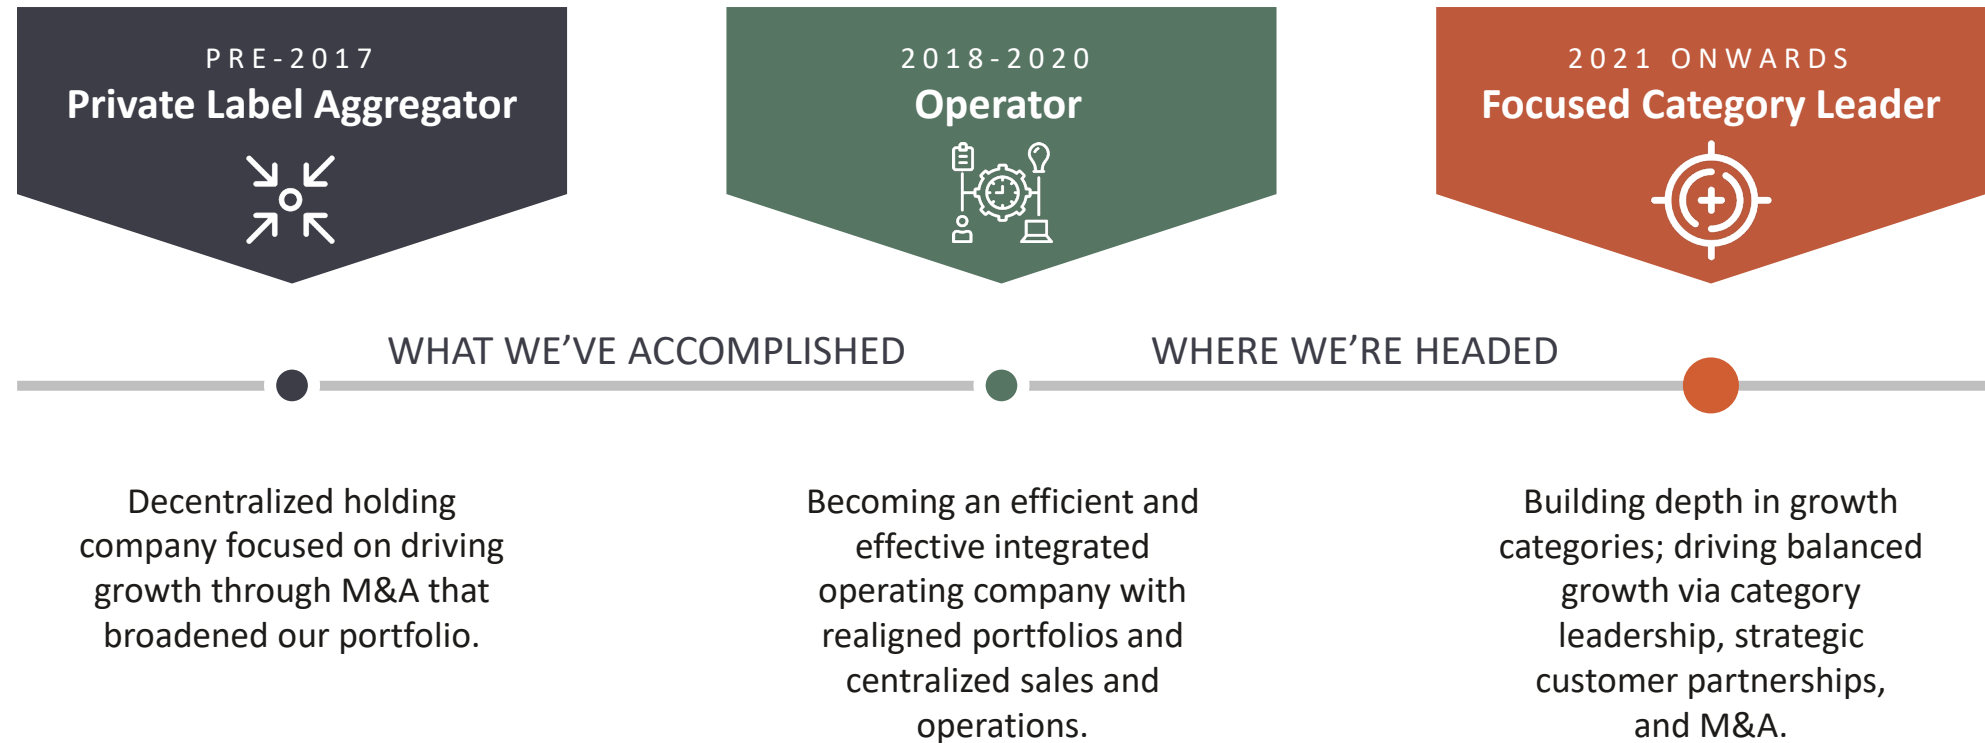 PRE-2017
Private Label Aggregator
2018-2020
Operator
2021 ONWARDS
Focused Category Leader
WHAT WE’VE ACCOMPLISHED
WHERE WE’RE HEADED
Decentralized holding
company focused on driving
growth through M&A that
broadened our portfolio.
Becoming an efficient and
effective integrated
operating company with
realigned portfolios and
centralized sales and
operations.
Building depth in growth
categories; driving balanced
growth via category
leadership, strategic
customer partnerships,
and M&A.